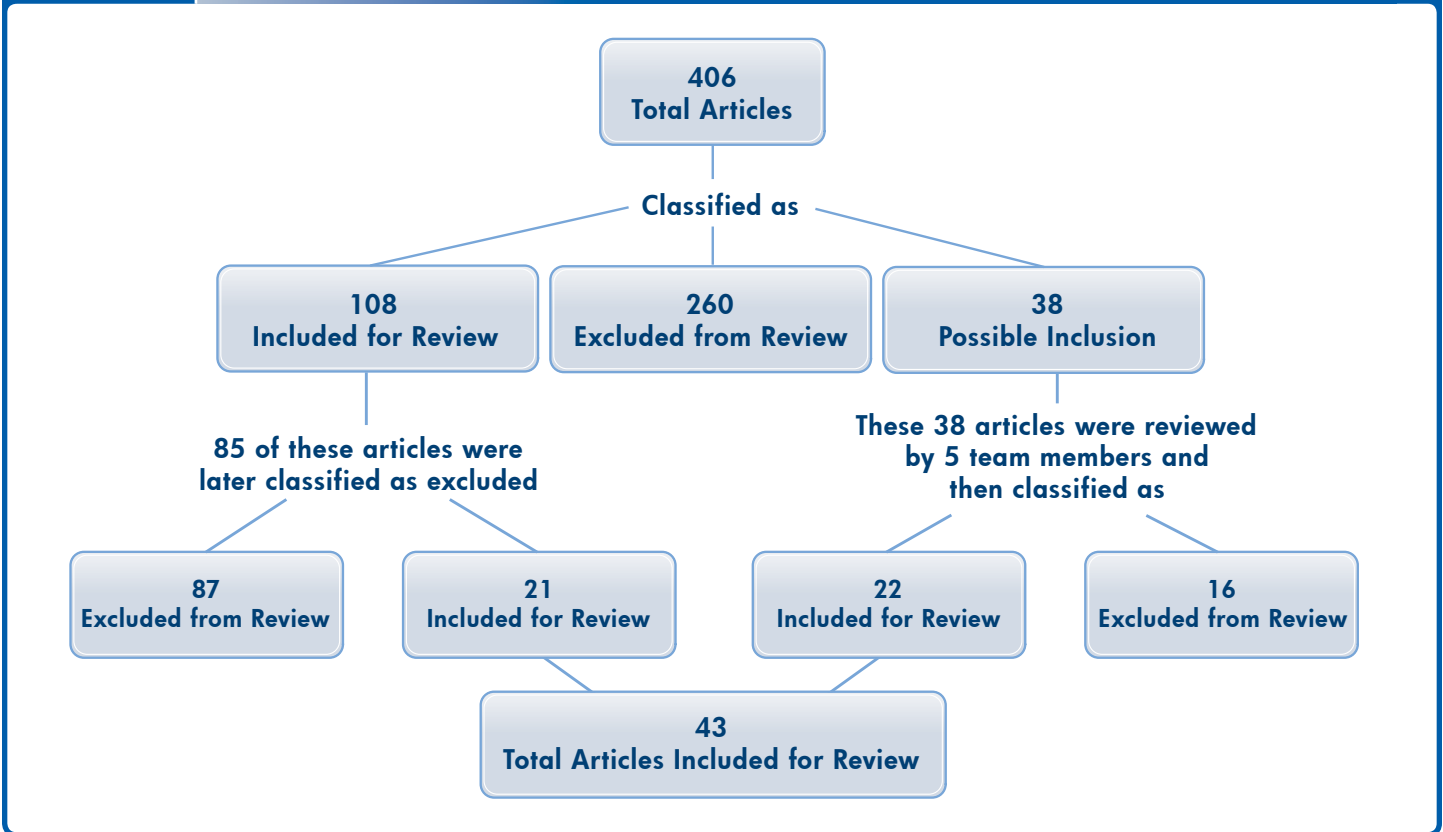 406
Total Articles
Classified as
108
Included for Review
260
Excluded from Review
38
Possible Inclusion
85 of these articles were
later classified as excluded
These 38 articles were reviewed
by 5 team members and
then classified as
87
Excluded from Review
21
Included for Review
22
Included for Review
16
Excluded from Review
43
Total Articles Included for Review